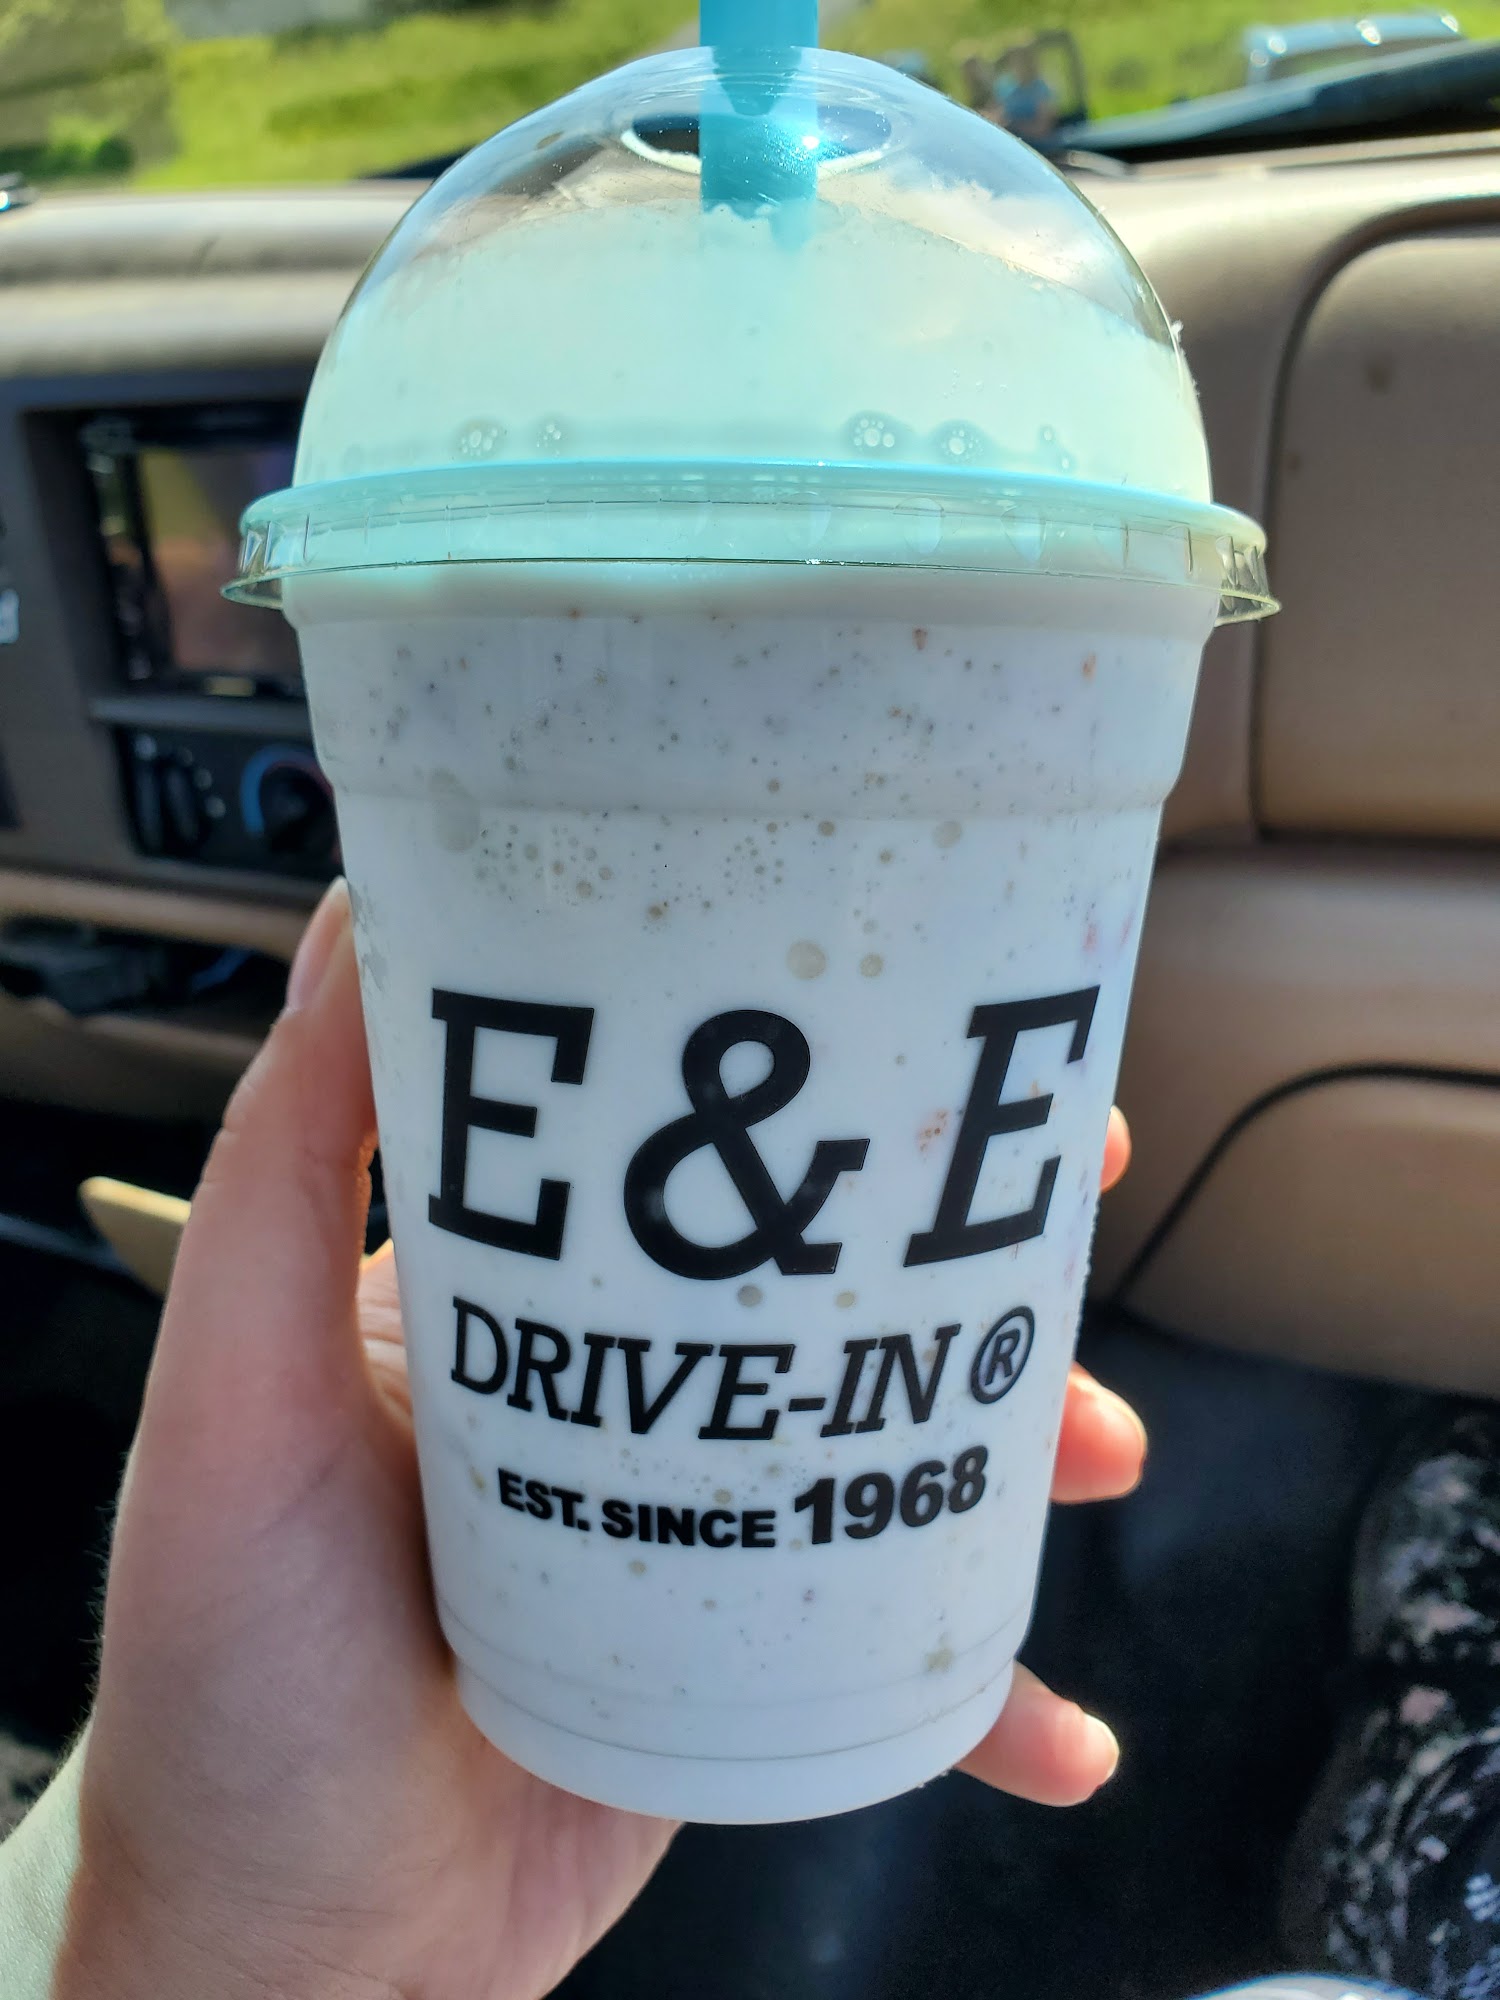 E & E
DRIVE-IN ®
EST. SINCE 1968